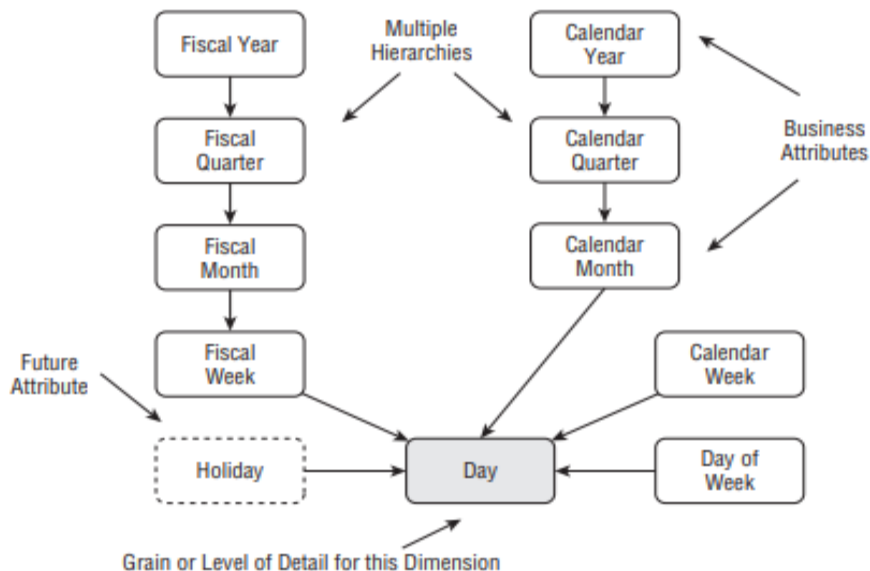 Fiscal Year
Multiple
Hierarchies
Calendar
Year
Fiscal
Quarter
Calendar
Quarter
Business
Attributes
Fiscal
Month
Calendar
Month
Future
Attribute
Fiscal
Week
Calendar
Week
Holiday
Day
Day of
Week
Grain or Level of Detail for this Dimension